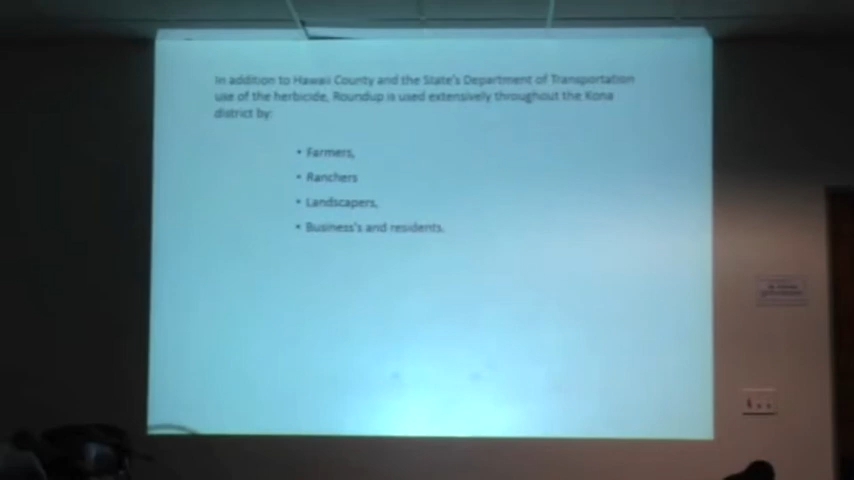 In addition to Hawaii County and the State's Department of Transportation
use of the herbicide, Roundup is used extensively throughout the Kona
district by:
• Farmers,
• Ranchers
• Landscapers,
• Business's and residents.